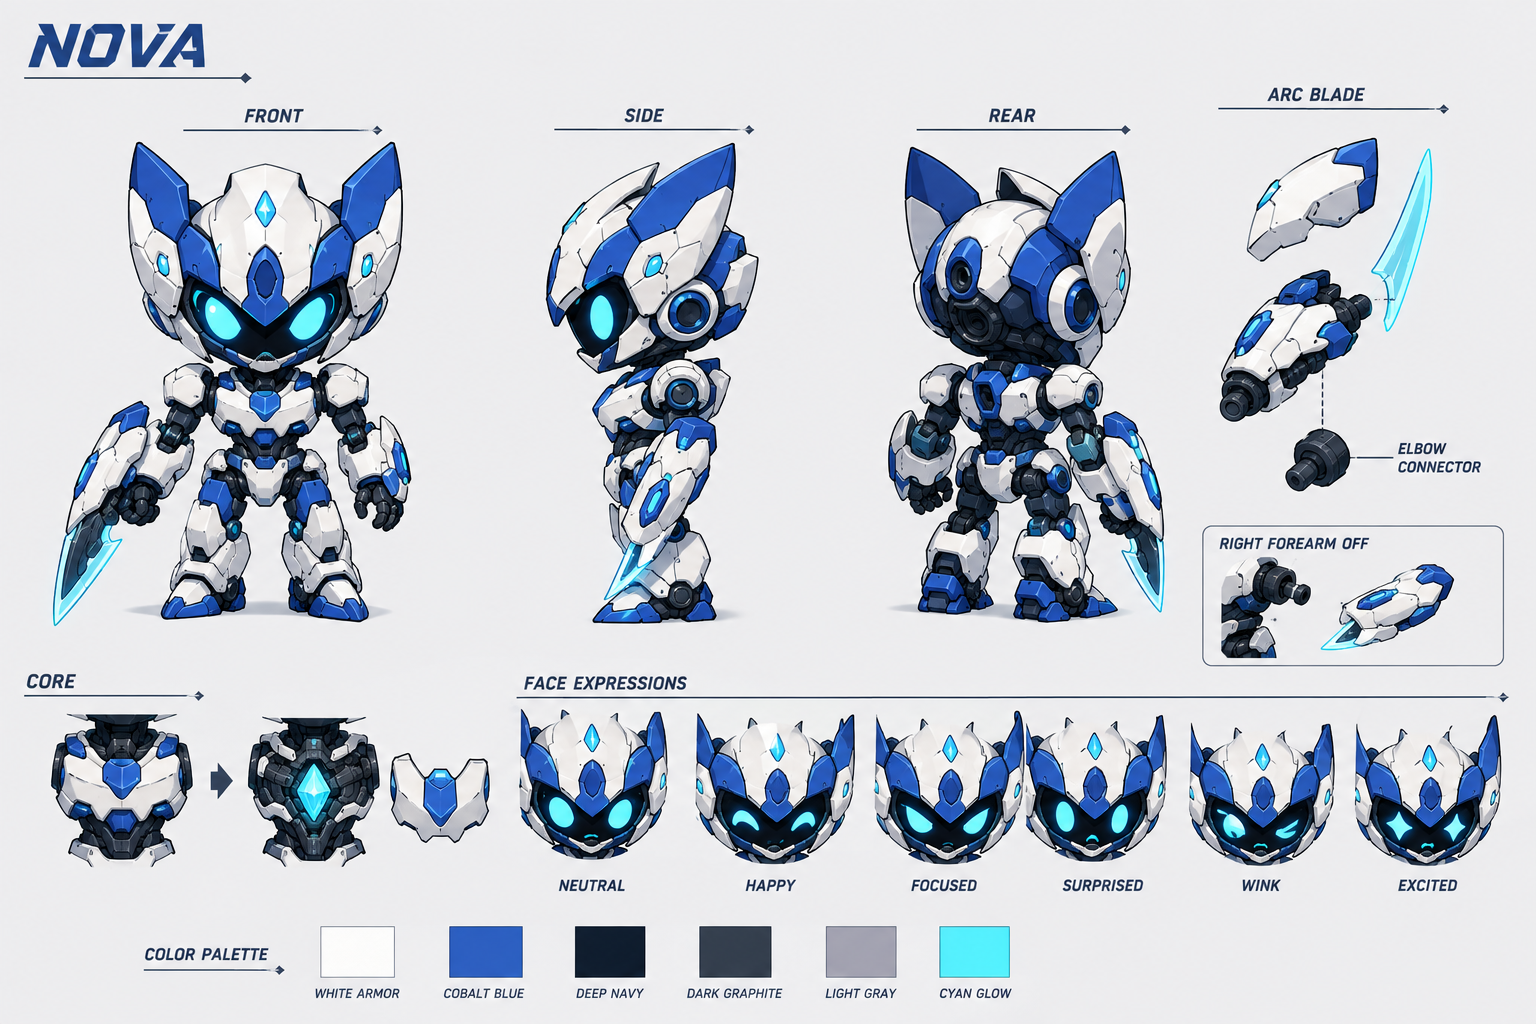 NOVA
FRONT
SIDE
REAR
ARC BLADE
ELBOW
CONNECTOR
RIGHT FOREARM OFF
CORE
FACE EXPRESSIONS
NEUTRAL
HAPPY
FOCUSED
SURPRISED
WINK
EXCITED
COLOR PALETTE
WHITE ARMOR
COBALT BLUE
DEEP NAVY
DARK GRAPHITE
LIGHT GRAY
CYAN GLOW